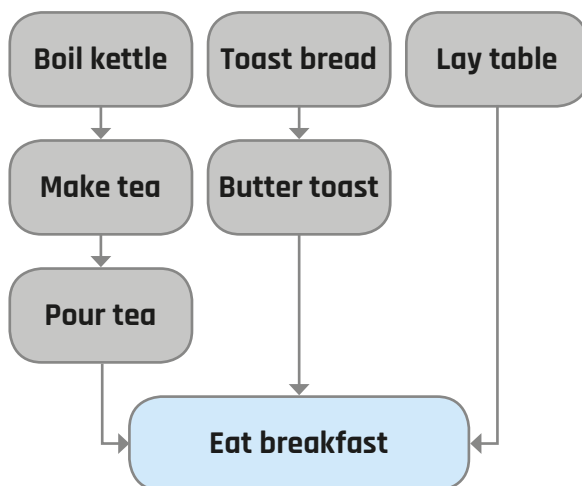 Boil kettle
Toast bread
Lay table
Make tea
Butter toast
Pour tea
Eat breakfast